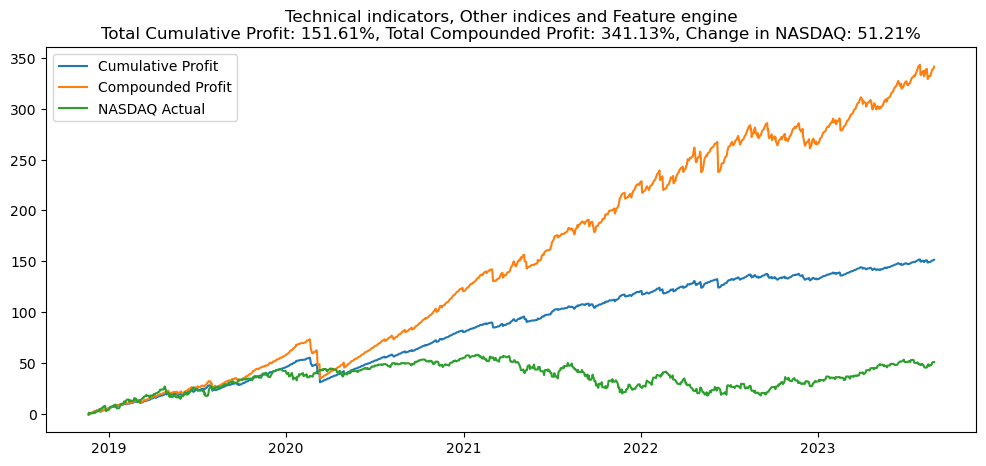 Technical indicators, Other indices and Feature engine
Total Cumulative Profit: 151.61%, Total Compounded Profit: 341.13%, Change in NASDAQ: 51.21%
Cumulative Profit
Compounded Profit
NASDAQ Actual
350
300
250
200
150
100
50
0
2019 2020 2021 2022 2023